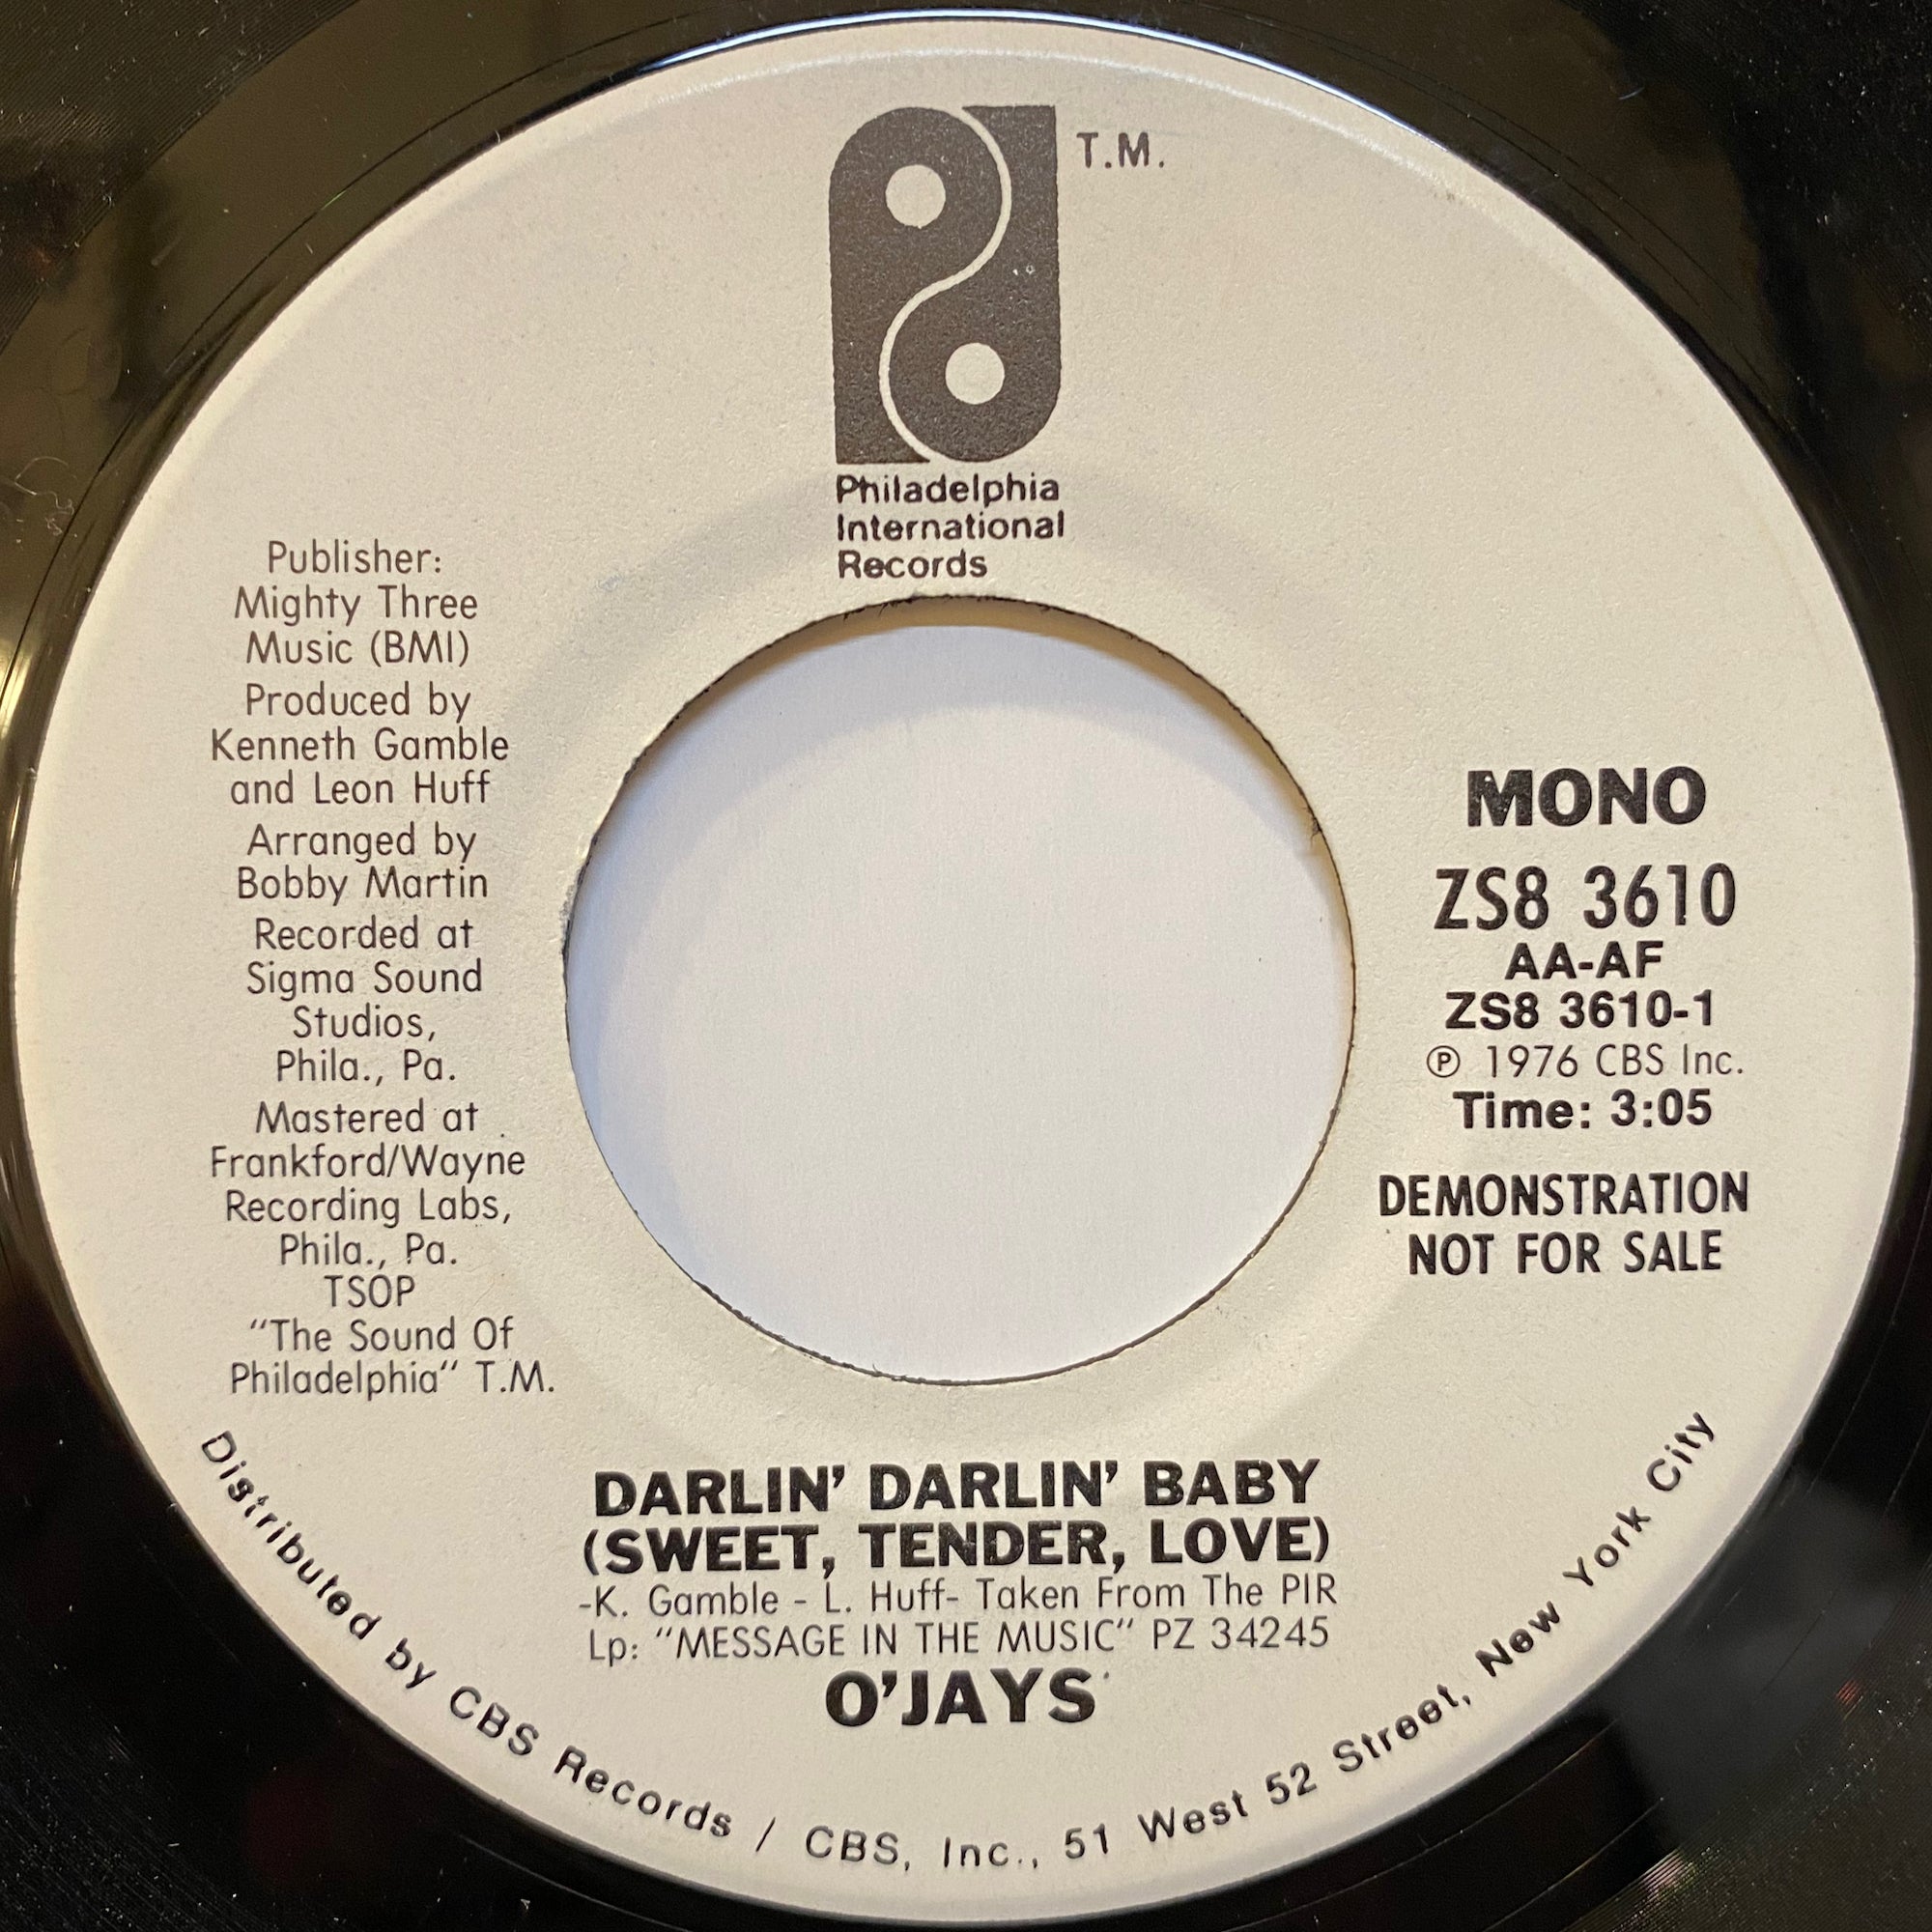 T.M.
Philadelphia
International
Records
Publisher:
Mighty Three
Music (BMI)
Produced by
Kenneth Gamble
and Leon Huff
Arranged by
Bobby Martin
Recorded at
Sigma Sound
Studios,
Phila., Pa.
Mastered at
Frankford/Wayne
Recording Labs,
Phila., Pa.
TSOP
"The Sound Of
Philadelphia" T.M.
MONO
ZS8 3610
AA-AF
ZS8 3610-1
℗ 1976 CBS Inc.
Time: 3:05
DEMONSTRATION
NOT FOR SALE
DARLIN' DARLIN' BABY
(SWEET, TENDER, LOVE)
-K. Gamble - L. Huff- Taken From The PIR
Lp: "MESSAGE IN THE MUSIC" PZ 34245
O'JAYS
Distributed by CBS Records / CBS, Inc., 51 West 52 Street, New York City